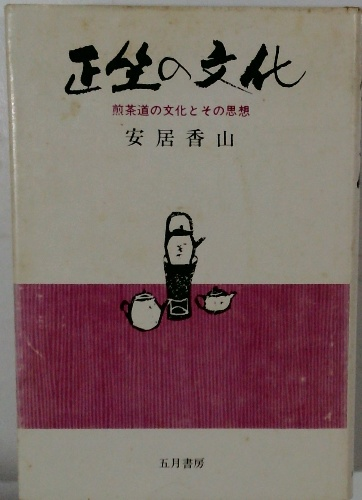 正坐の文化
煎茶道の文化とその思想
安居香山
五月書房